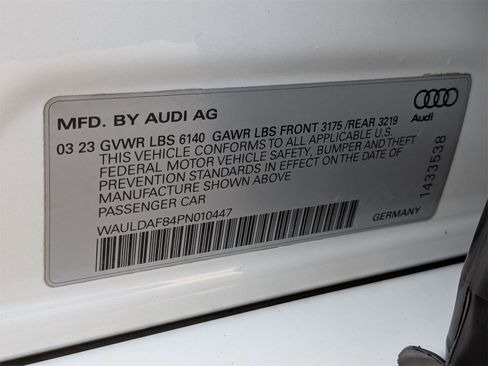 MFD. BY AUDI AG
Audi
03 23 GVWR LBS 6140 GAWR LBS FRONT 3175 /REAR 3219
THIS VEHICLE CONFORMS TO ALL APPLICABLE U.S.
FEDERAL MOTOR VEHICLE SAFETY, BUMPER AND THEFT
PREVENTION STANDARDS IN EFFECT ON THE DATE OF
MANUFACTURE SHOWN ABOVE
PASSENGER CAR
WAULDAF84PN010447
GERMANY
1433538